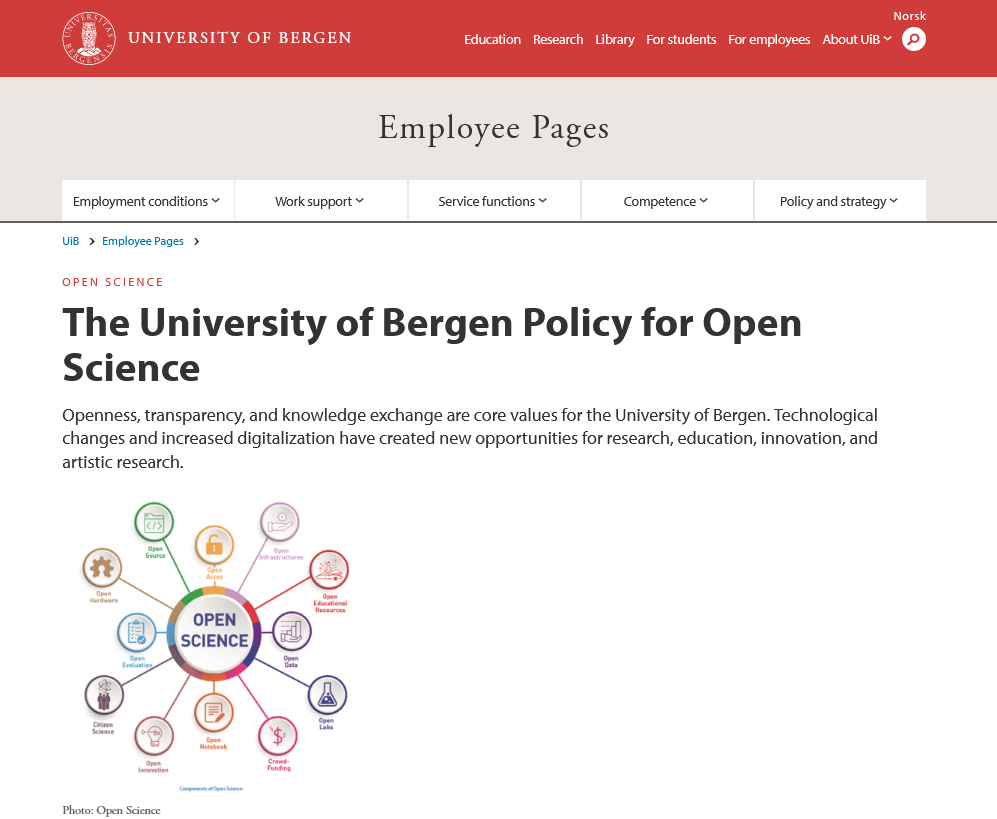 Norsk
UNIVERSITAS BERGENSIS
UNIVERSITY OF BERGEN
Education Research Library For students For employees About UiB
Employee Pages
Employment conditions Work support Service functions Competence Policy and strategy
UiB Employee Pages
OPEN SCIENCE
The University of Bergen Policy for Open
Science
Openness, transparency, and knowledge exchange are core values for the University of Bergen. Technological
changes and increased digitalization have created new opportunities for research, education, innovation, and
artistic research.
Open
Source
Open
Acces
Open
Infrastructures
Open
Hardware
Open
Educational
Resources
OPEN
SCIENCE
Open
Evaluation
Open
Data
Citizen
Science
Open
Labs
Open
Innovation
Open
Notebook
Crowd-
Funding
Components of Open Science
Photo: Open Science